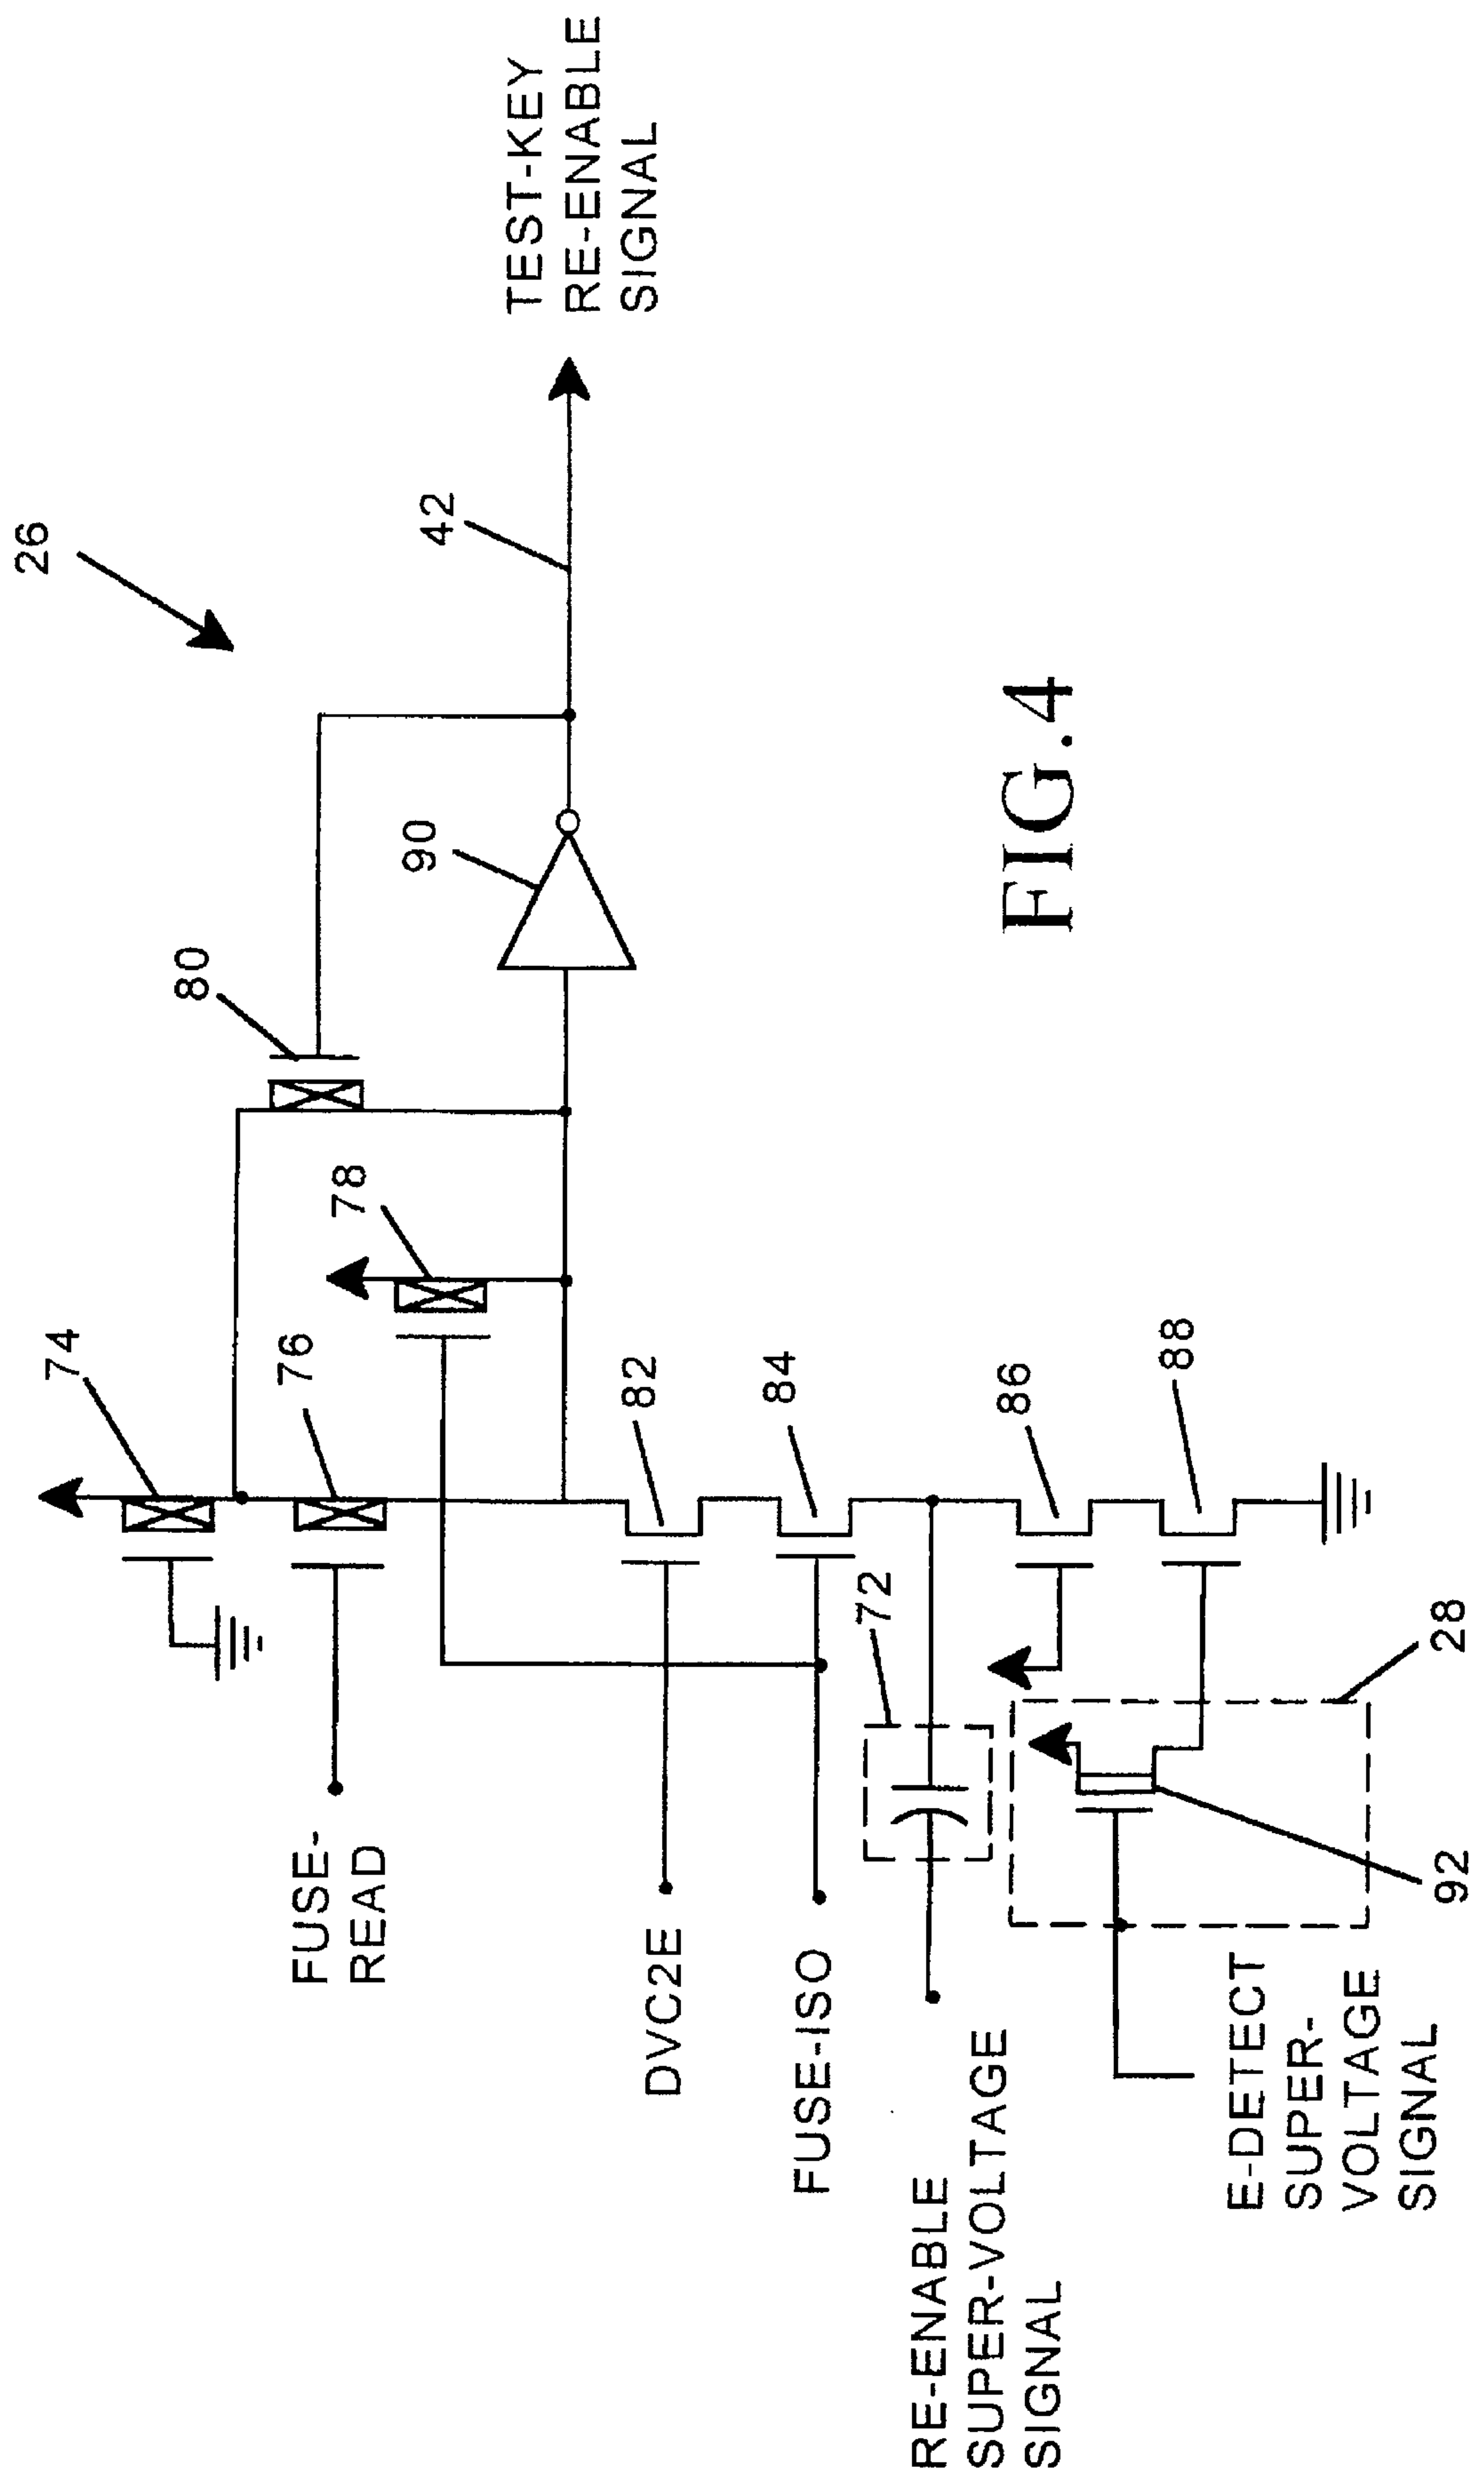 26
74
76
78
80
90
42
TEST-KEY
RE-ENABLE
SIGNAL
FUSE-
READ
DVC2E
82
84
FUSE-ISO
72
RE-ENABLE
SUPER-VOLTAGE
SIGNAL
86
88
28
92
E-DETECT
SUPER-
VOLTAGE
SIGNAL
FIG.4